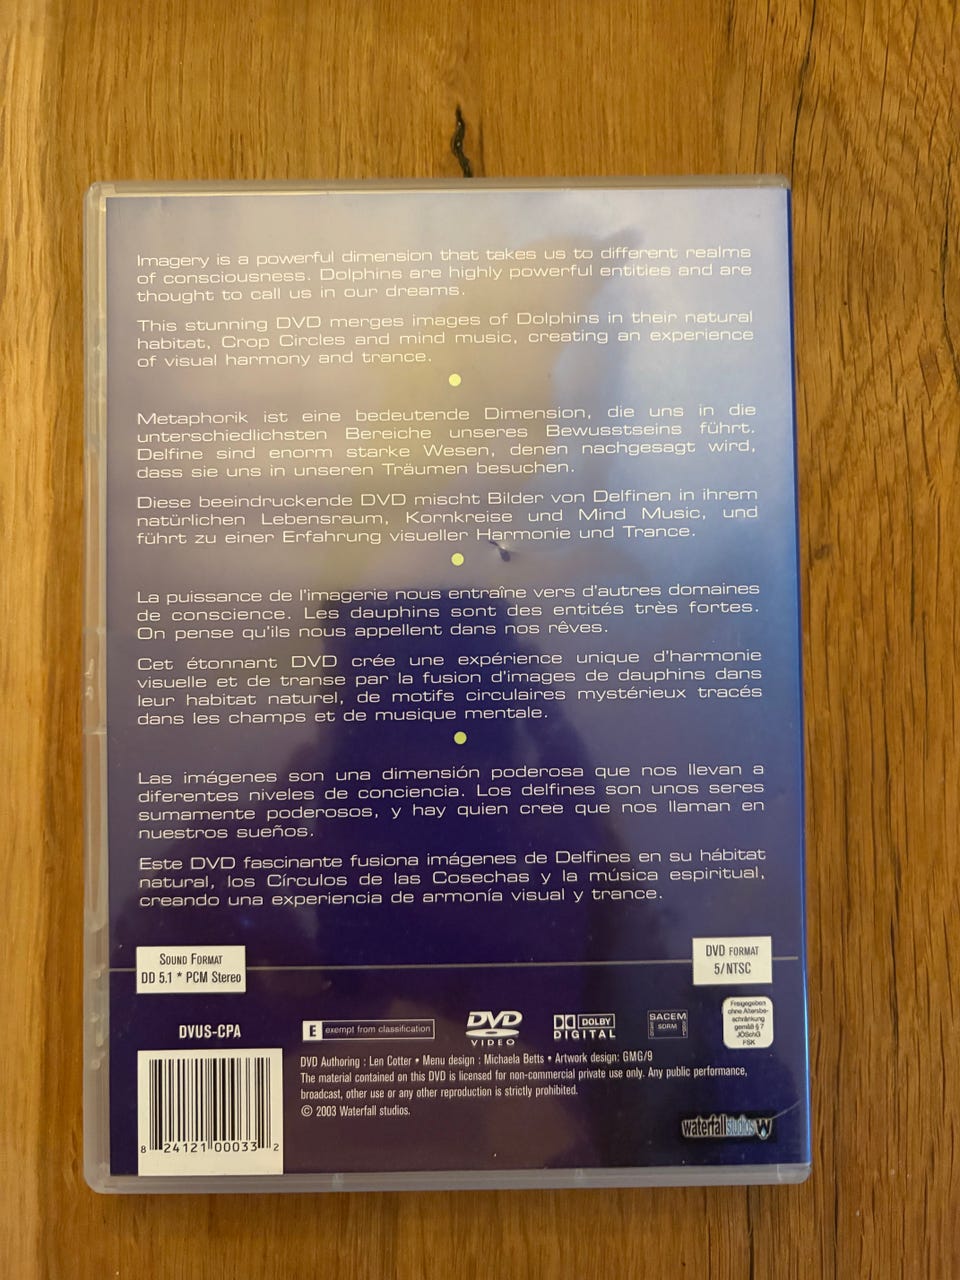 Imagery is a powerful dimension that takes us to different realms
of consciousness. Dolphins are highly powerful entities and are
thought to call us in our dreams.
This stunning DVD merges images of Dolphins in their natural
habitat, Crop Circles and mind music, creating an experience
of visual harmony and trance.
Metaphorik ist eine bedeutende Dimension, die uns in die
unterschiedlichsten Bereiche unseres Bewusstseins führt.
Delfine sind enorm starke Wesen, denen nachgesagt wird,
dass sie uns in unseren Träumen besuchen.
Diese beeindruckende DVD mischt Bilder von Delfinen in ihrem
natürlichen Lebensraum, Kornkreise und Mind Music, und
führt zu einer Erfahrung visueller Harmonie und Trance.
La puissance de l'imagerie nous entraîne vers d'autres domaines
de conscience. Les dauphins sont des entités très fortes.
On pense qu'ils nous appellent dans nos rêves.
Cet étonnant DVD crée une expérience unique d'harmonie
visuelle et de transe par la fusion d'images de dauphins dans
leur habitat naturel, de motifs circulaires mystérieux tracés
dans les champs et de musique mentale.
Las imágenes son una dimensión poderosa que nos llevan a
diferentes niveles de conciencia. Los delfines son unos seres
sumamente poderosos, y hay quien cree que nos llaman en
nuestros sueños.
Este DVD fascinante fusiona imágenes de Delfines en su hábitat
natural, los Círculos de las Cosechas y la música espiritual,
creando una experiencia de armonía visual y trance.
Sound Format
DD 5.1 * PCM Stereo
DVD format
5/NTSC
DVUS-CPA
E exempt from classification
DVD
VIDEO
DOLBY
DIGITAL
SACEM
SDRM
Freigegeben
ohne Altersbe-
schränkung
gemäß § 7
JÖSchG
FSK
DVD Authoring : Len Cotter • Menu design : Michaela Betts • Artwork design: GMG/9
The material contained on this DVD is licensed for non-commercial private use only. Any public performance,
broadcast, other use or any other reproduction is strictly prohibited.
© 2003 Waterfall studios.
waterfallstudios W
8 24121 00033 2